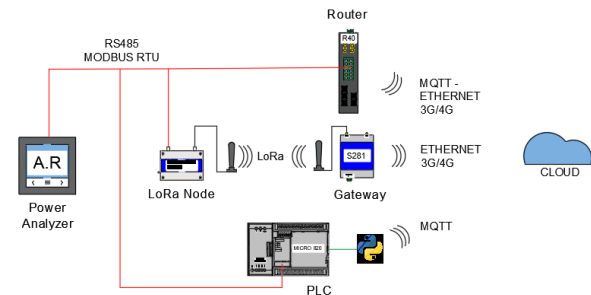 Router
R40
RS485
MODBUS RTU
MQTT -
ETHERNET
3G/4G
A.R
LoRa
S281
ETHERNET
3G/4G
CLOUD
LoRa Node
Gateway
Power
Analyzer
MICRO 820
MQTT
PLC